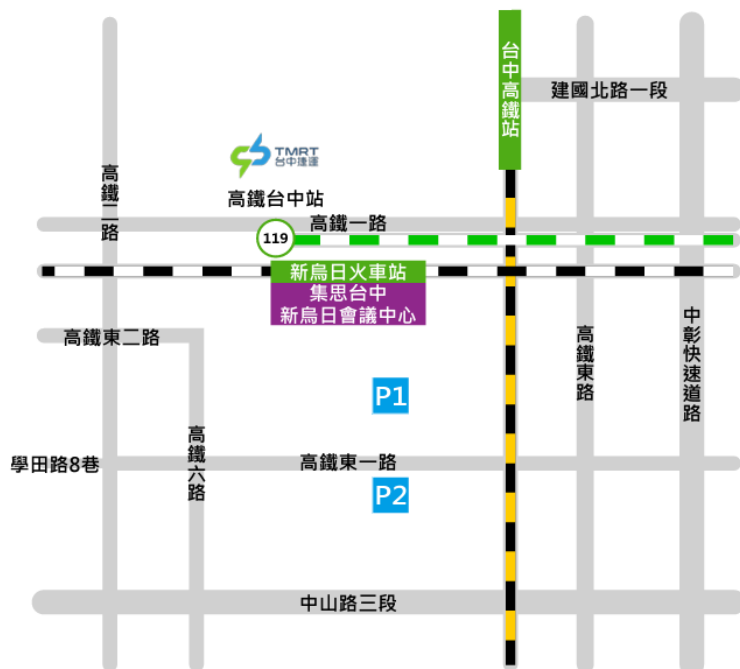 台中高鐵站
建國北路一段
TMRT
台中捷運
高鐵二路
高鐵台中站
高鐵一路
119
新烏日火車站
集思台中
新烏日會議中心
高鐵東二路
高鐵東路
中彰快速道路
P1
高鐵六路
學田路8巷
高鐵東一路
P2
中山路三段